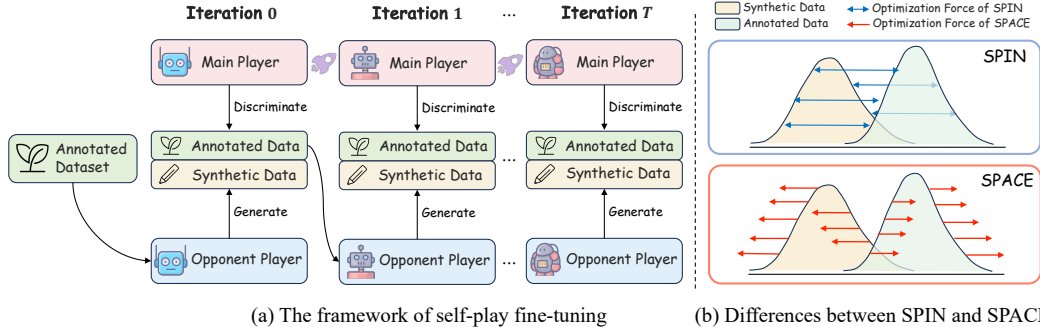 Iteration 0
Iteration 1
...
Iteration T
Main Player
Main Player
Main Player
Discriminate
Discriminate
Discriminate
Annotated
Dataset
Annotated Data
Synthetic Data
Annotated Data
Synthetic Data
...
Annotated Data
Synthetic Data
Generate
Generate
Generate
Opponent Player
Opponent Player
...
Opponent Player
(a) The framework of self-play fine-tuning
Synthetic Data
Optimization Force of SPIN
Annotated Data
Optimization Force of SPACE
SPIN
SPACE
(b) Differences between SPIN and SPACE